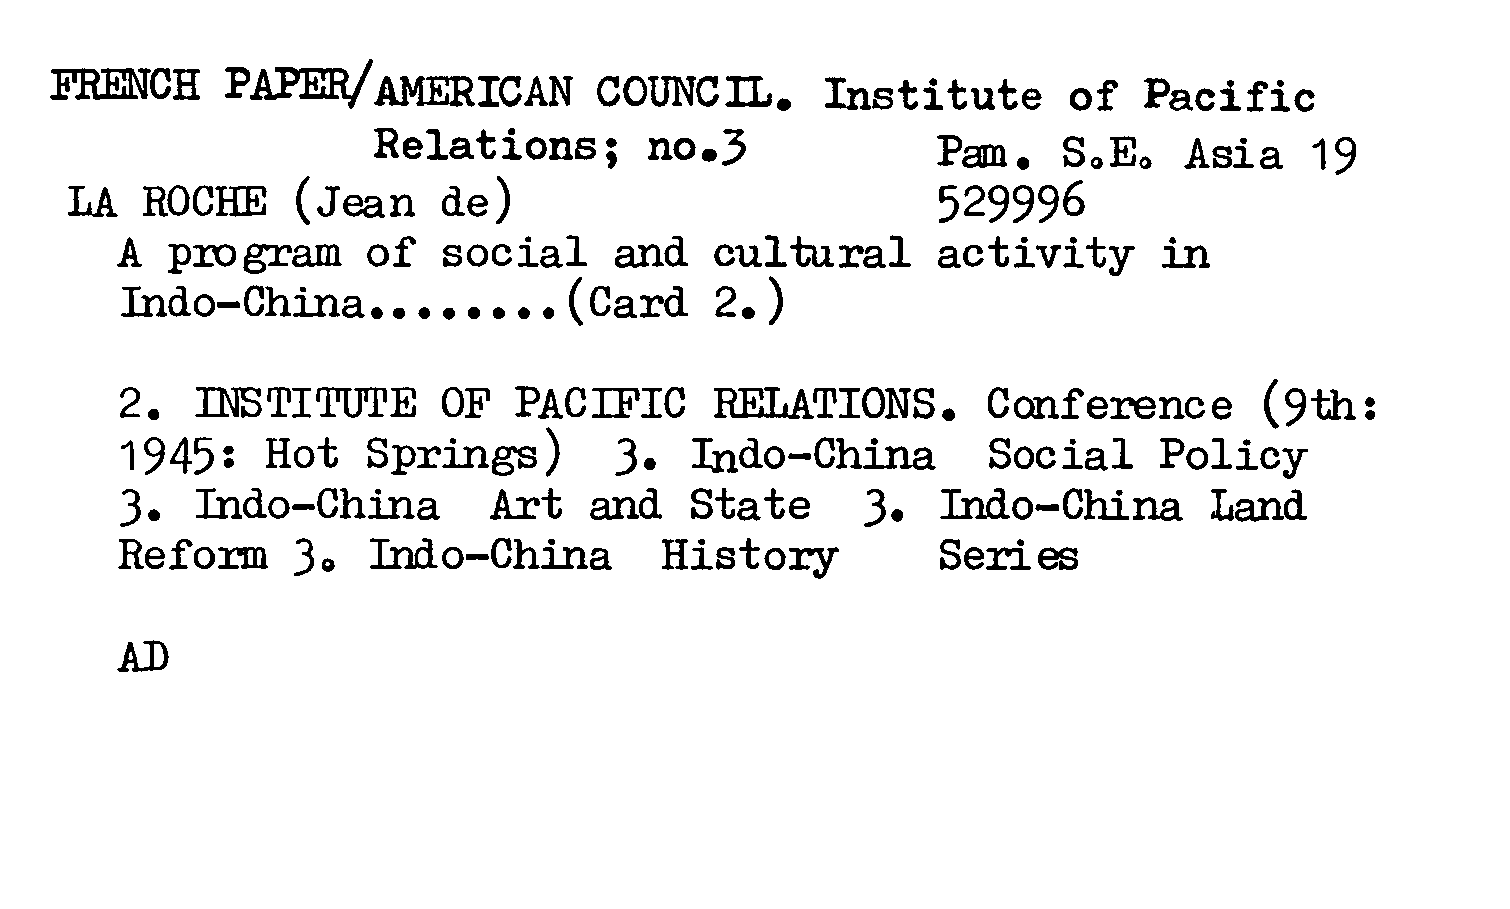 FRENCH PAPER/AMERICAN COUNCIL. Institute of Pacific
Relations; no.3 Pam. S.E. Asia 19
LA ROCHE (Jean de) 529996
A program of social and cultural activity in
Indo-China........(Card 2.)
2. INSTITUTE OF PACIFIC RELATIONS. Conference (9th:
1945: Hot Springs) 3. Indo-China Social Policy
3. Indo-China Art and State 3. Indo-China Land
Reform 3. Indo-China History Series
AD